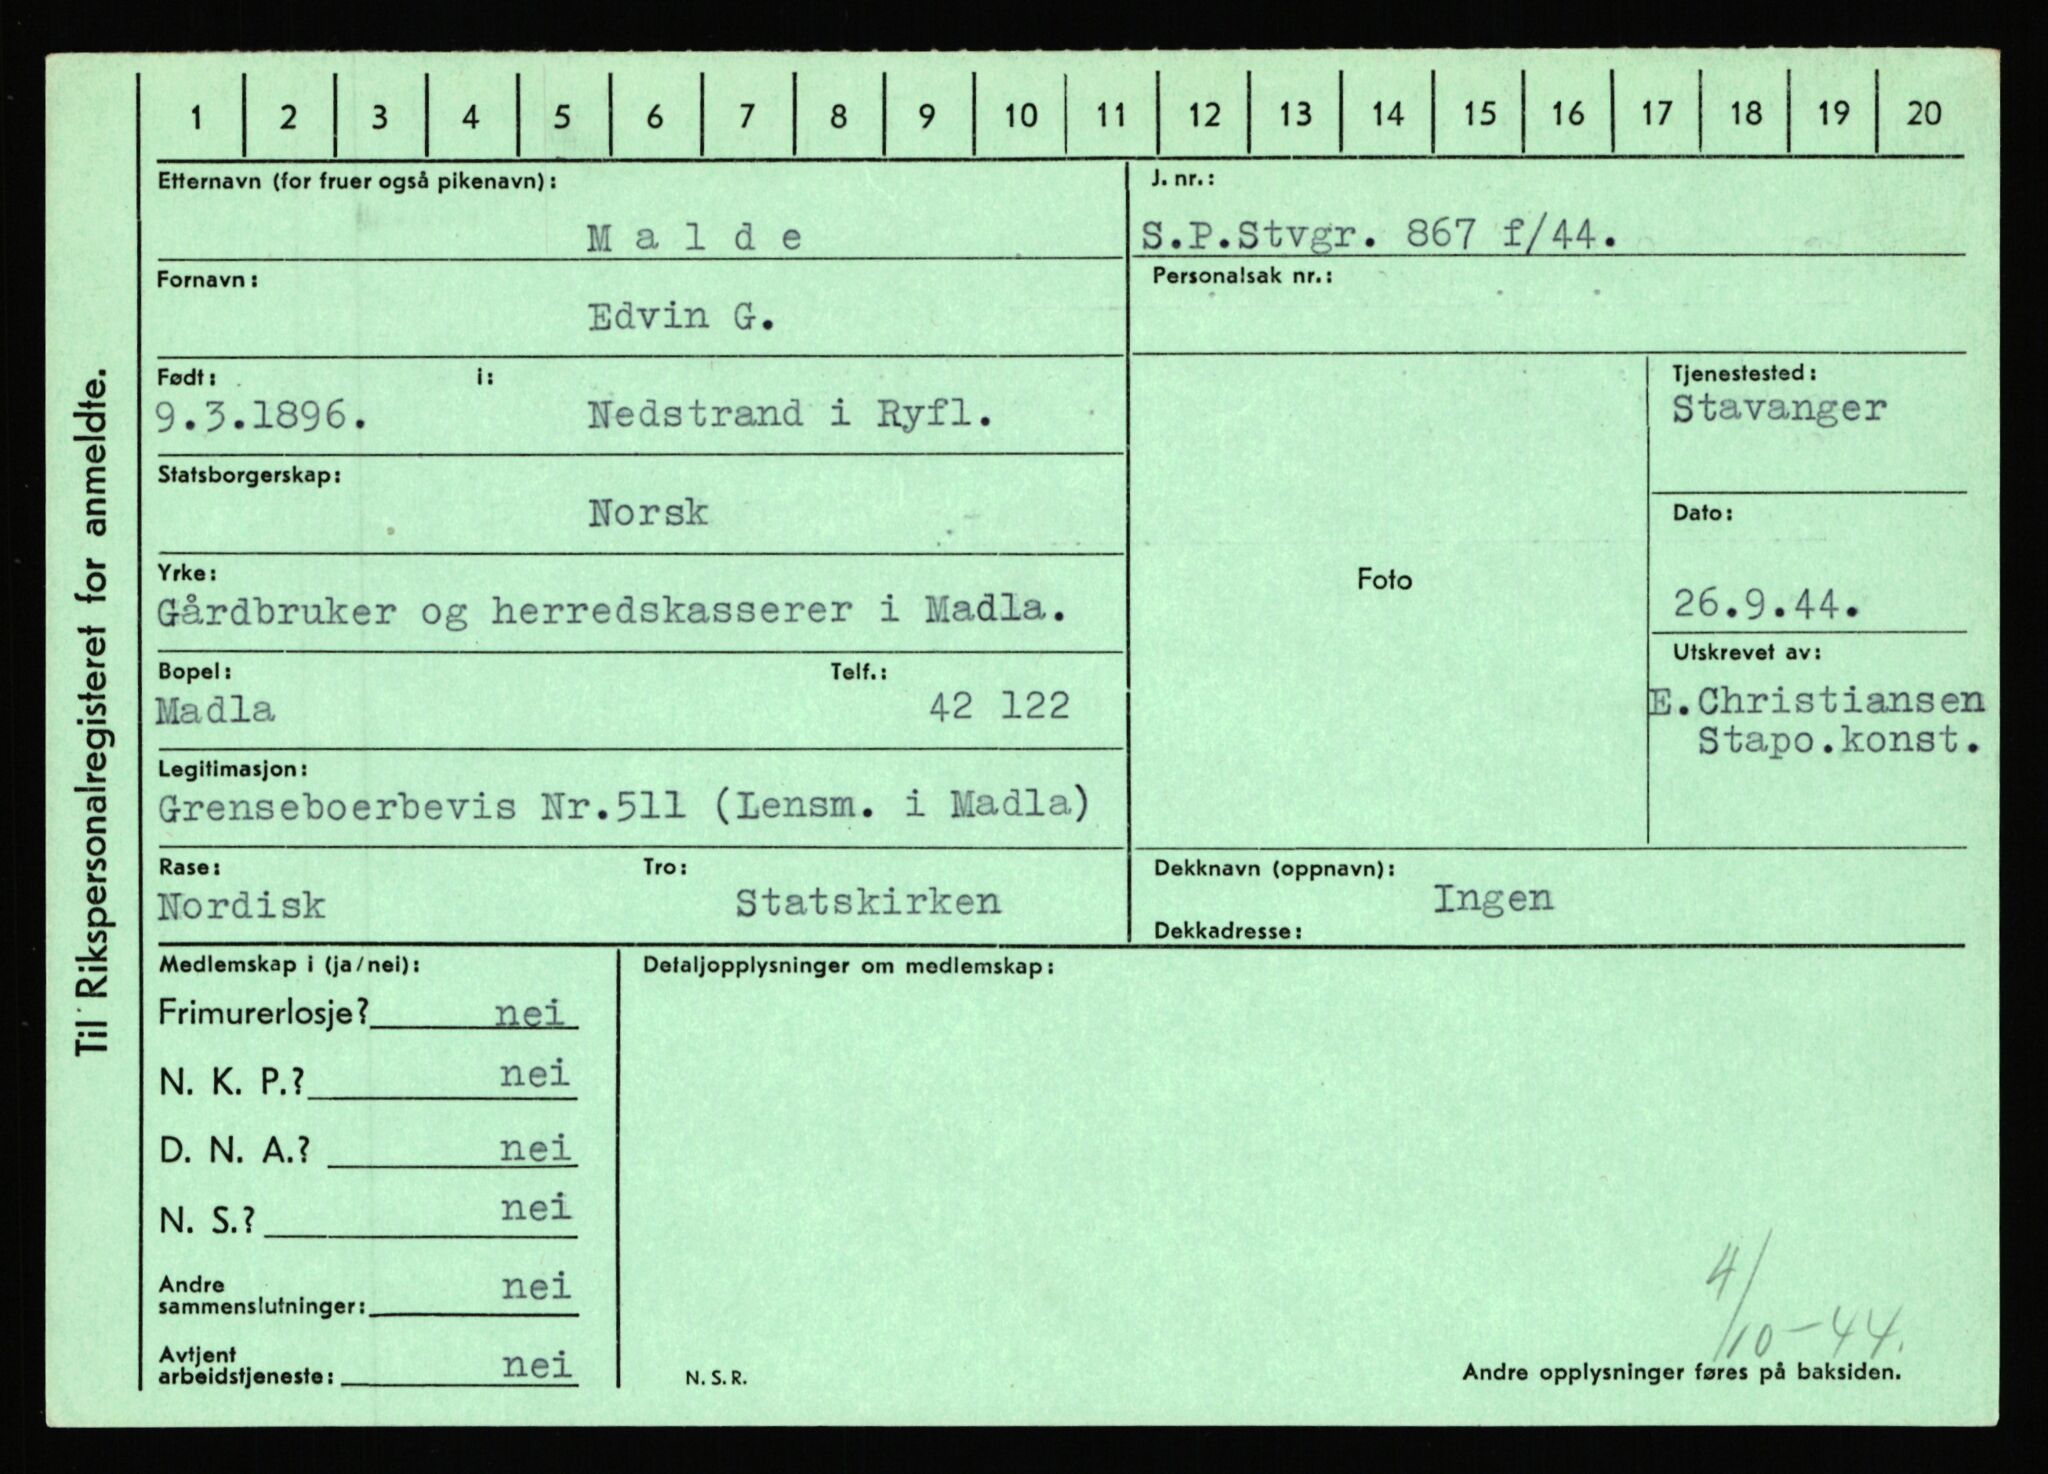 1 2 3 4 5 6 7 8 9 10 11 12 13 14 15 16 17 18 19 20
Til Rikspersonalregisteret for anmeldte.
Etternavn (for fruer også pikenavn):
Malde
J. nr.:
S.P.Stvgr. 867 f/44.
Fornavn:
Edvin G.
Personalsak nr.:
Født: i:
9.3.1896. Nedstrand i Ryfl.
Tjenestested:
Stavanger
Statsborgerskap:
Norsk
Dato:
26.9.44.
Foto
Yrke:
Gårdbruker og herredskasserer i Madla.
Utskrevet av:
E.Christiansen
Stapo.konst.
Bopel: Telf.:
Madla 42 122
Legitimasjon:
Grenseboerbevis Nr.511 (Lensm. i Madla)
Rase: Tro:
Nordisk Statskirken
Dekknavn (oppnavn):
Ingen
Dekkadresse:
Medlemskap i (ja/nei):
Frimurerlosje? nei
N. K. P.? nei
D. N. A.? nei
N. S.? nei
Andre
sammenslutninger: nei
Avtjent
arbeidstjeneste: nei
Detaljopplysninger om medlemskap:
4/10-44.
N.S.R.
Andre opplysninger føres på baksiden.